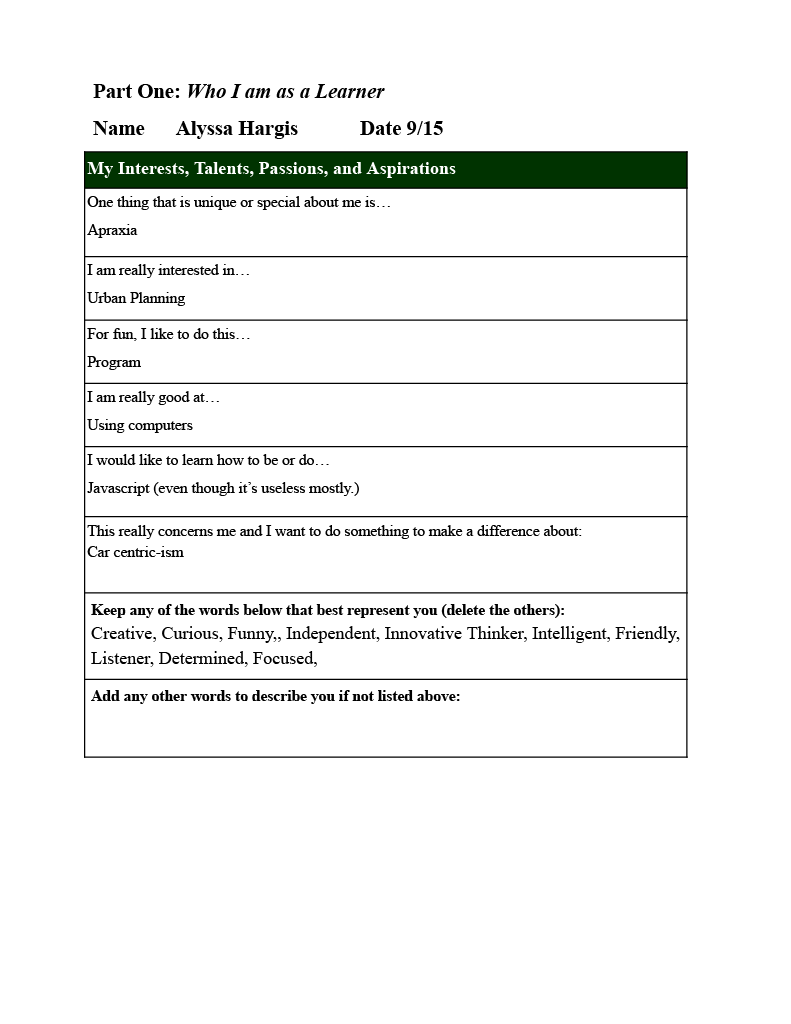 Part One: Who I am as a Learner
Name Alyssa Hargis Date 9/15
My Interests, Talents, Passions, and Aspirations
One thing that is unique or special about me is…
Apraxia
I am really interested in…
Urban Planning
For fun, I like to do this…
Program
I am really good at…
Using computers
I would like to learn how to be or do…
Javascript (even though it’s useless mostly.)
This really concerns me and I want to do something to make a difference about:
Car centric-ism
Keep any of the words below that best represent you (delete the others):
Creative, Curious, Funny,, Independent, Innovative Thinker, Intelligent, Friendly,
Listener, Determined, Focused,
Add any other words to describe you if not listed above: